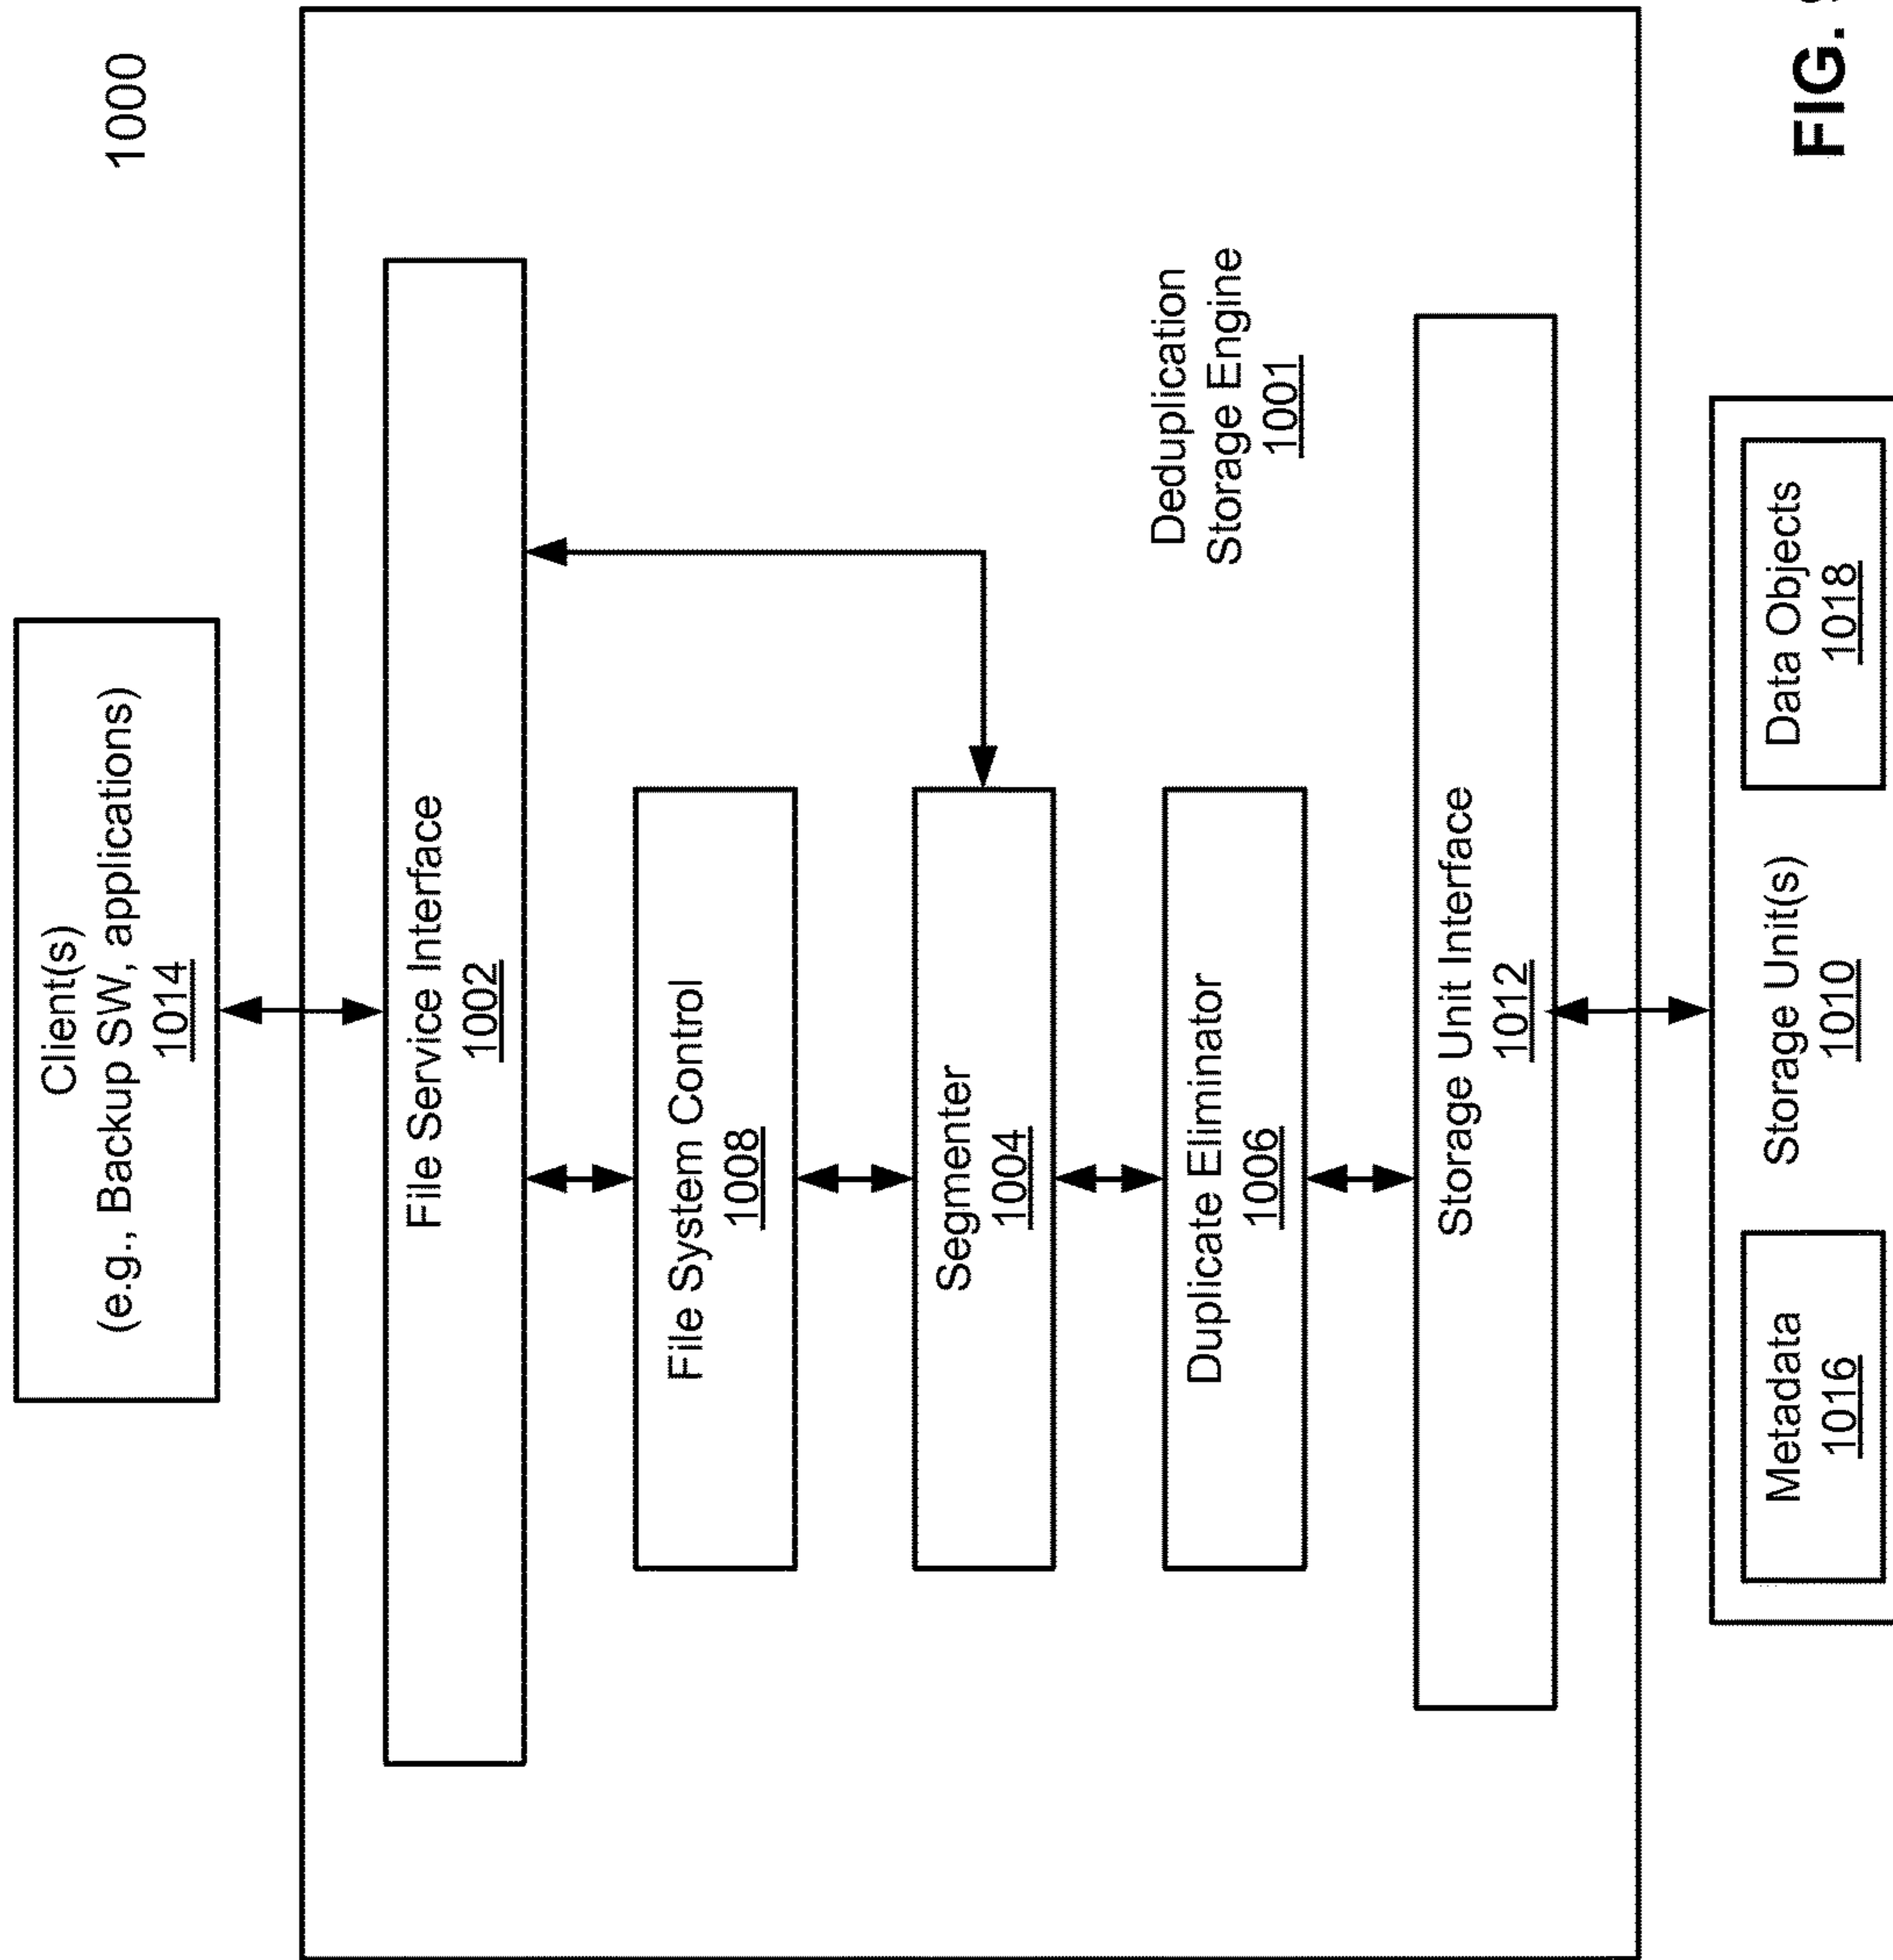 1000
Client(s)
(e.g., Backup SW, applications)
1014
File Service Interface
1002
File System Control
1008
Segmenter
1004
Duplicate Eliminator
1006
Deduplication
Storage Engine
1001
Storage Unit Interface
1012
Metadata
1016
Storage Unit(s)
1010
Data Objects
1018
FIG.